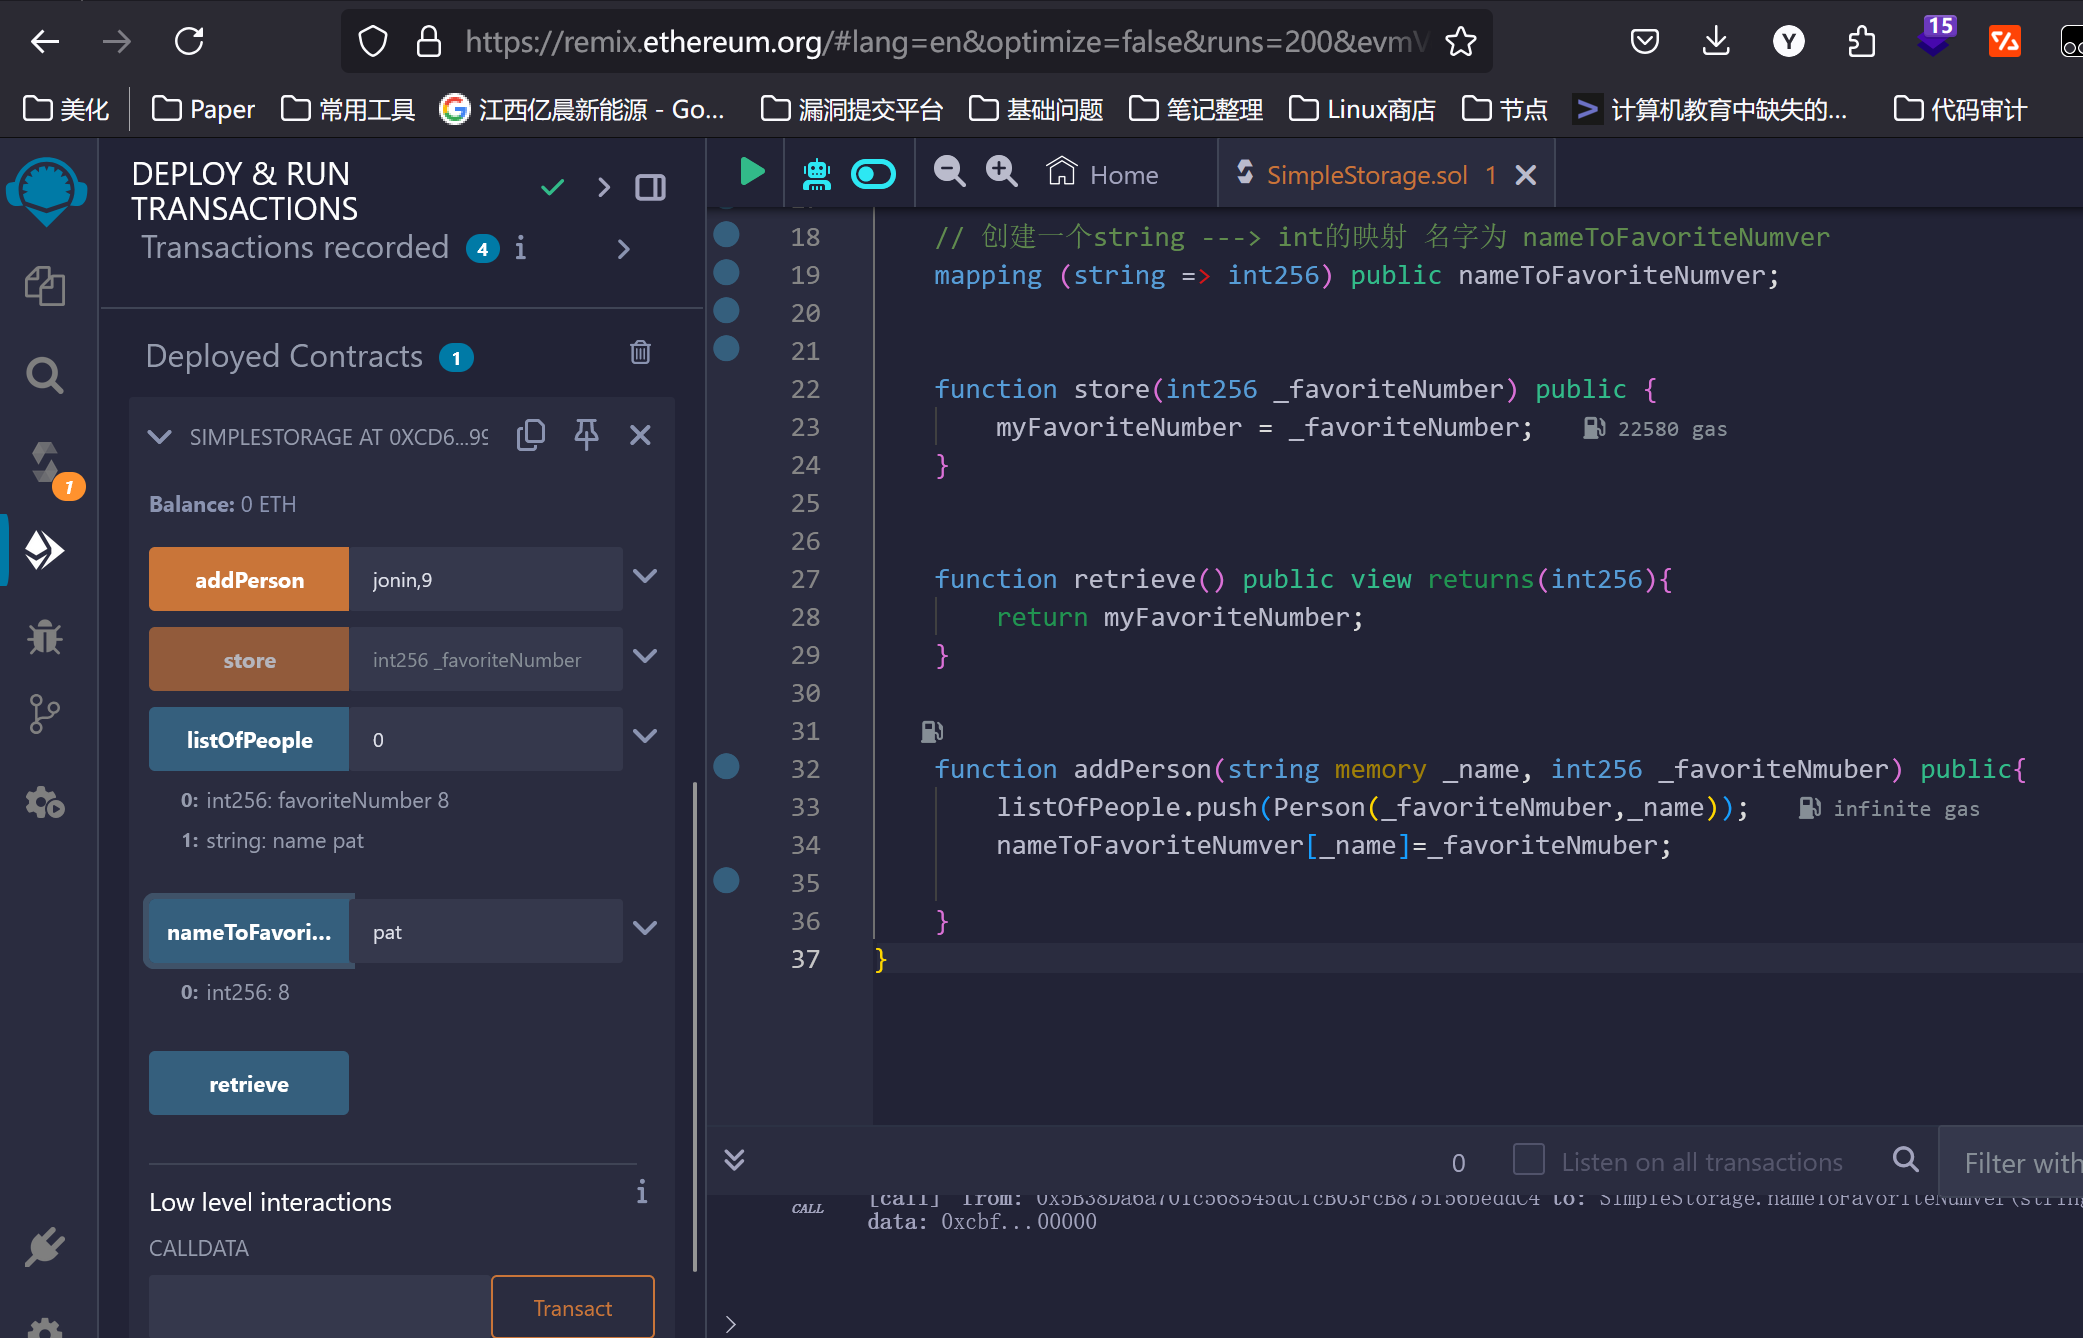 https://remix.ethereum.org/#lang=en&optimize=false&runs=200&evmV
15
Y
美化
Paper
常用工具
江西亿晨新能源 - Go...
漏洞提交平台
基础问题
笔记整理
Linux商店
节点
计算机教育中缺失的...
代码审计
DEPLOY & RUN
TRANSACTIONS
Transactions recorded 4 i
Deployed Contracts 1
SIMPLESTORAGE AT 0XCD6...99
1
Balance: 0 ETH
addPerson jonin,9
store int256 _favoriteNumber
listOfPeople 0
0: int256: favoriteNumber 8
1: string: name pat
nameToFavori... pat
0: int256: 8
retrieve
Low level interactions i
CALLDATA
Transact
Home
SimpleStorage.sol 1
18 // 创建一个string ---> int的映射 名字为 nameToFavoriteNumver
19 mapping (string => int256) public nameToFavoriteNumver;
20
21
22 function store(int256 _favoriteNumber) public {
23 myFavoriteNumber = _favoriteNumber; 22580 gas
24 }
25
26
27 function retrieve() public view returns(int256){
28 return myFavoriteNumber;
29 }
30
31
32 function addPerson(string memory _name, int256 _favoriteNmuber) public{
33 listOfPeople.push(Person(_favoriteNmuber,_name)); infinite gas
34 nameToFavoriteNumver[_name]=_favoriteNmuber;
35
36 }
37 }
0
Listen on all transactions
Filter with
CALL
[call] from: 0x5B38Da6a701c568545dCfcB03FcB875f56beddC4 to: SimpleStorage.nameToFavoriteNumver(string
data: 0xcbf...00000
>